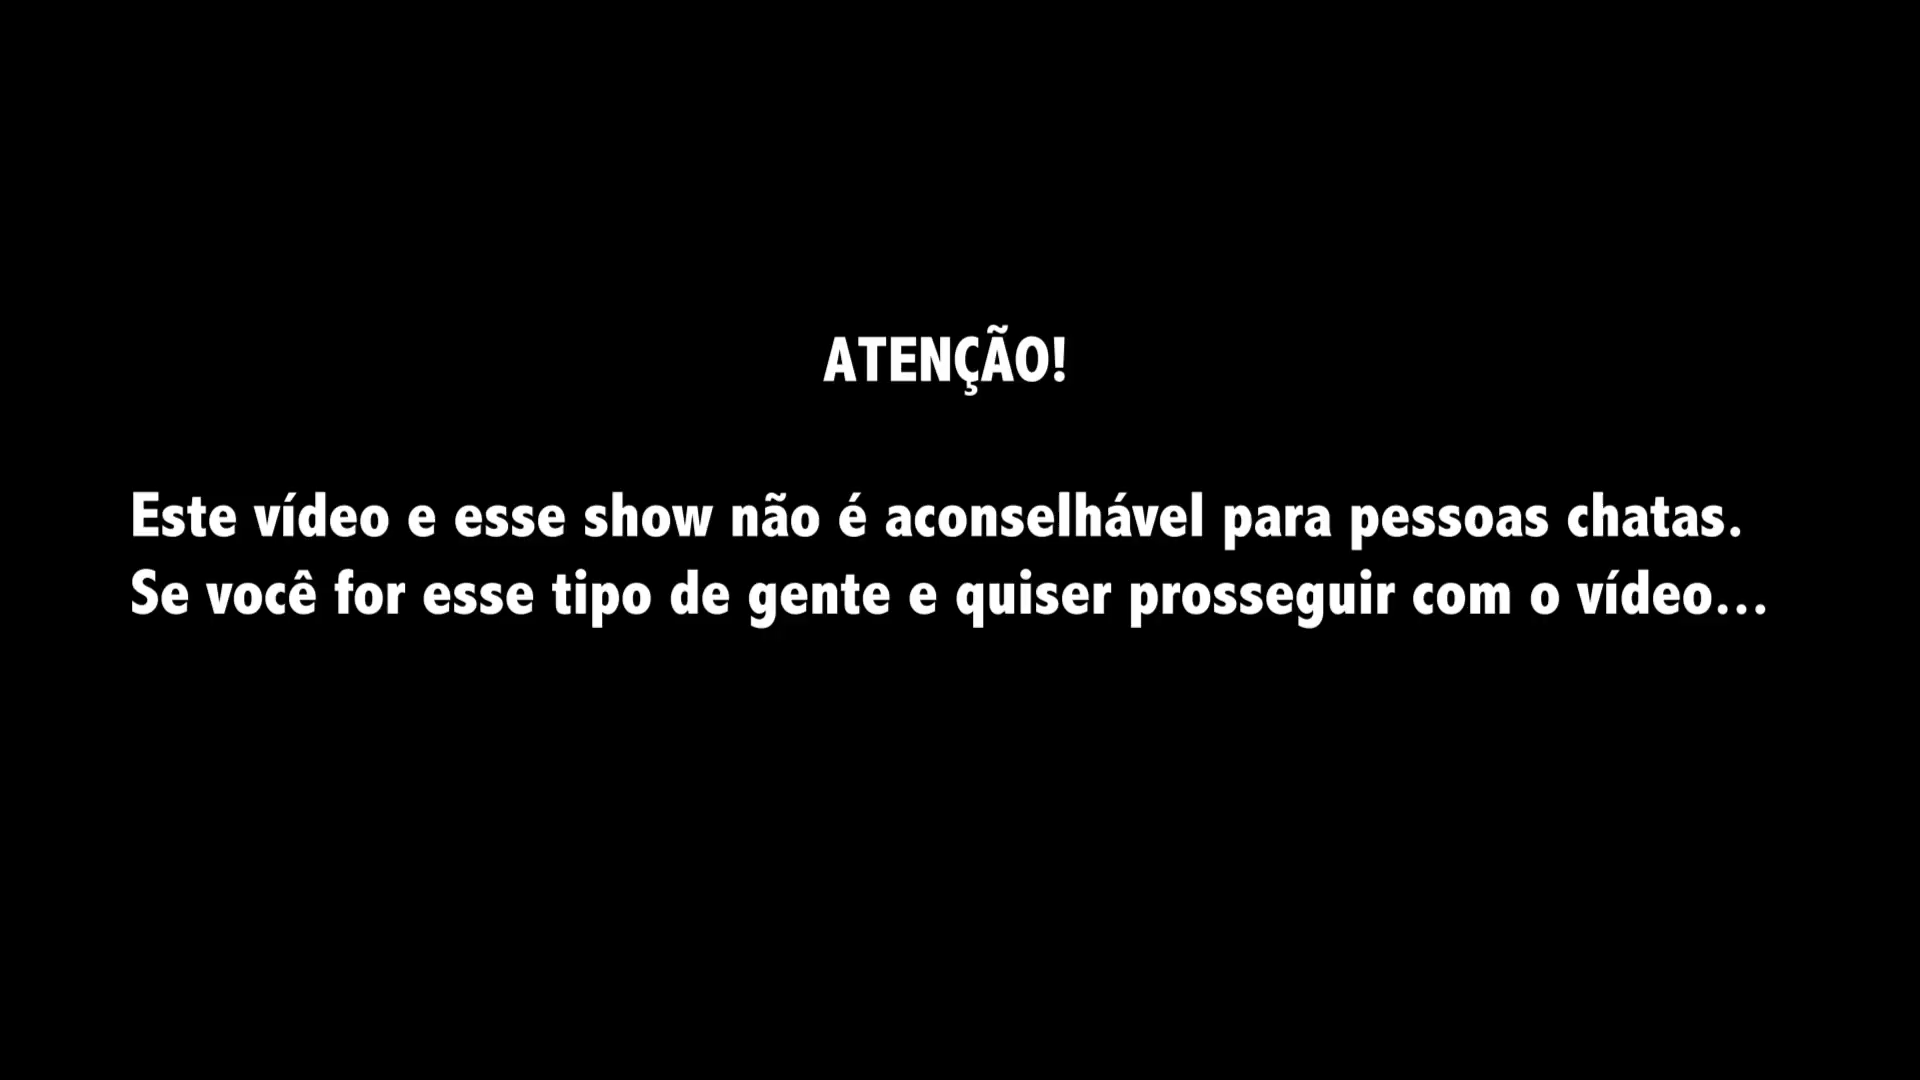 ATENÇÃO!
Este vídeo e esse show não é aconselhável para pessoas chatas.
Se você for esse tipo de gente e quiser prosseguir com o vídeo...